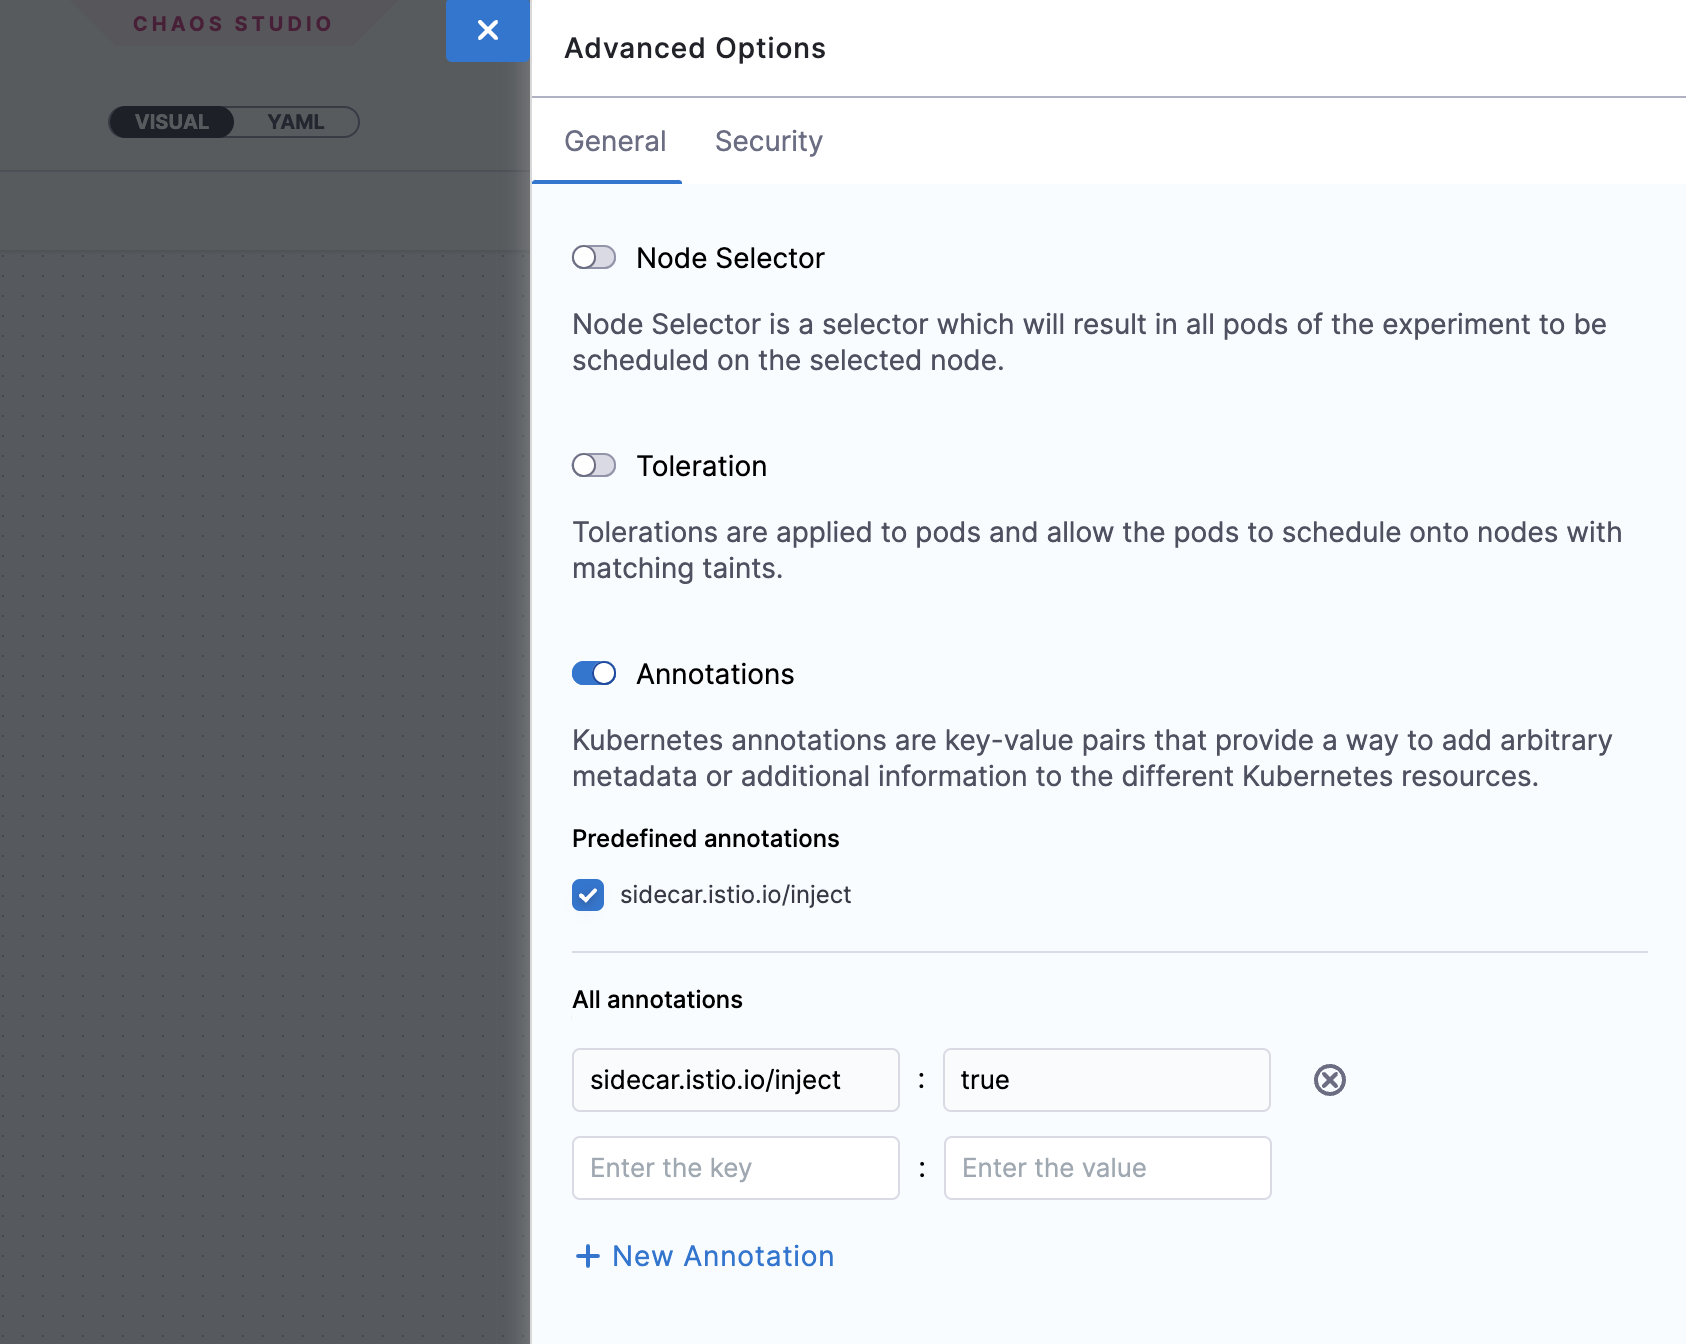 CHAOS STUDIO
VISUAL
YAML
Advanced Options
General
Security
Node Selector
Node Selector is a selector which will result in all pods of the experiment to be
scheduled on the selected node.
Toleration
Tolerations are applied to pods and allow the pods to schedule onto nodes with
matching taints.
Annotations
Kubernetes annotations are key-value pairs that provide a way to add arbitrary
metadata or additional information to the different Kubernetes resources.
Predefined annotations
sidecar.istio.io/inject
All annotations
sidecar.istio.io/inject : true
Enter the key : Enter the value
+ New Annotation